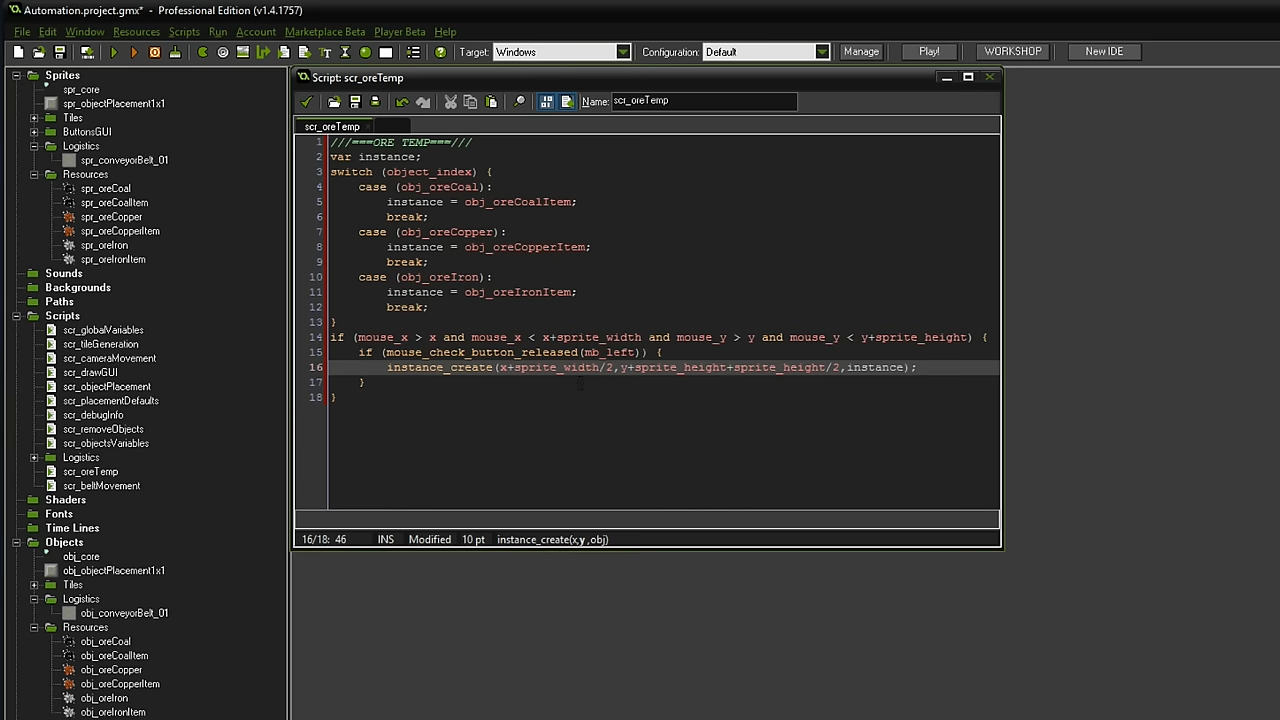 Automation.project.gmx* - Professional Edition (v1.4.1757)
File Edit Window Resources Scripts Run Account Marketplace Beta Player Beta Help
Target: Windows Configuration: Default Manage Play! WORKSHOP New IDE
Sprites
spr_core
spr_objectPlacement1x1
Tiles
ButtonsGUI
Logistics
spr_conveyorBelt_01
Resources
spr_oreCoal
spr_oreCoalItem
spr_oreCopper
spr_oreCopperItem
spr_oreIron
spr_oreIronItem
Sounds
Backgrounds
Paths
Scripts
scr_globalVariables
scr_tileGeneration
scr_cameraMovement
scr_drawGUI
scr_objectPlacement
scr_placementDefaults
scr_debugInfo
scr_removeObjects
scr_objectsVariables
Logistics
scr_oreTemp
scr_beltMovement
Shaders
Fonts
Time Lines
Objects
obj_core
obj_objectPlacement1x1
Tiles
Logistics
obj_conveyorBelt_01
Resources
obj_oreCoal
obj_oreCoalItem
obj_oreCopper
obj_oreCopperItem
obj_oreIron
obj_oreIronItem
Script: scr_oreTemp
Name: scr_oreTemp
scr_oreTemp
1 ///===ORE TEMP===///
2 var instance;
3 switch (object_index) {
4 case (obj_oreCoal):
5 instance = obj_oreCoalItem;
6 break;
7 case (obj_oreCopper):
8 instance = obj_oreCopperItem;
9 break;
10 case (obj_oreIron):
11 instance = obj_oreIronItem;
12 break;
13 }
14 if (mouse_x > x and mouse_x < x+sprite_width and mouse_y > y and mouse_y < y+sprite_height) {
15 if (mouse_check_button_released(mb_left)) {
16 instance_create(x+sprite_width/2,y+sprite_height+sprite_height/2,instance);
17 }
18 }
16/18: 46 INS Modified 10 pt instance_create(x,y ,obj)